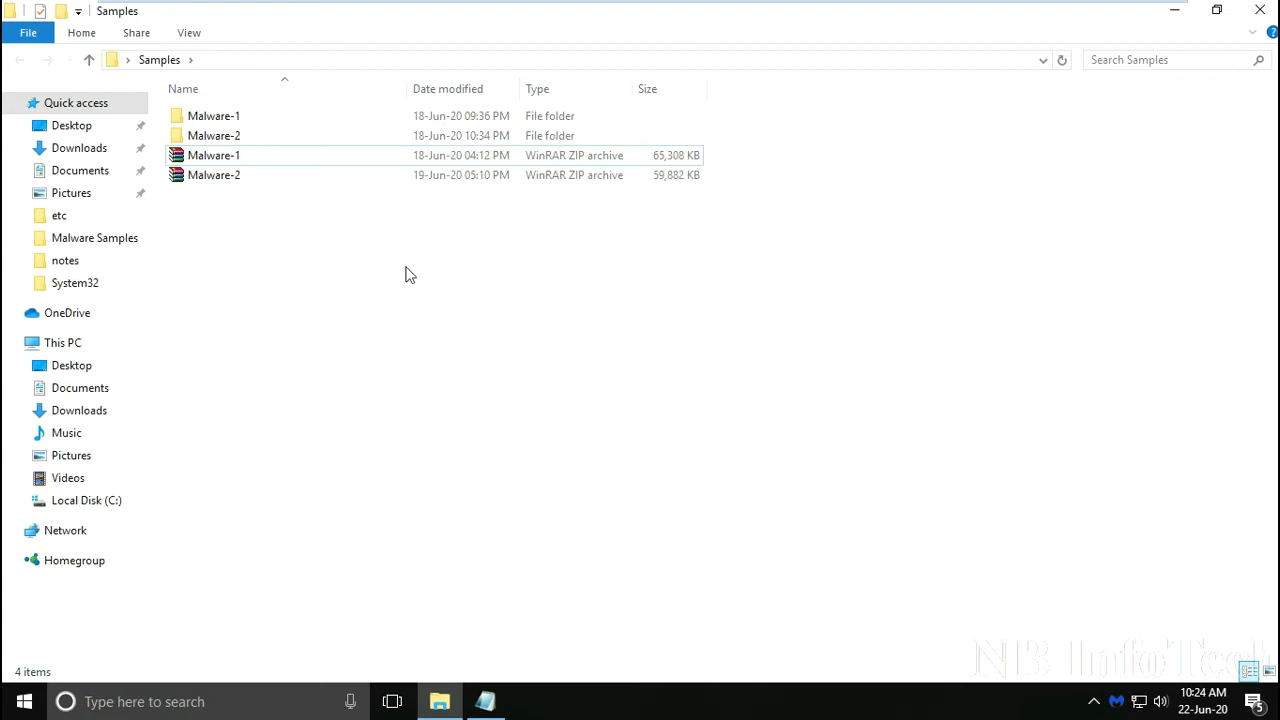 Samples
File Home Share View
Samples
Search Samples
Name Date modified Type Size
Quick access
Desktop
Downloads
Documents
Pictures
etc
Malware Samples
notes
System32
OneDrive
This PC
Desktop
Documents
Downloads
Music
Pictures
Videos
Local Disk (C:)
Network
Homegroup
Malware-1 18-Jun-20 09:36 PM File folder
Malware-2 18-Jun-20 10:34 PM File folder
Malware-1 18-Jun-20 04:12 PM WinRAR ZIP archive 65,308 KB
Malware-2 19-Jun-20 05:10 PM WinRAR ZIP archive 59,882 KB
4 items
NB InfoTech
Type here to search
10:24 AM
22-Jun-20
5